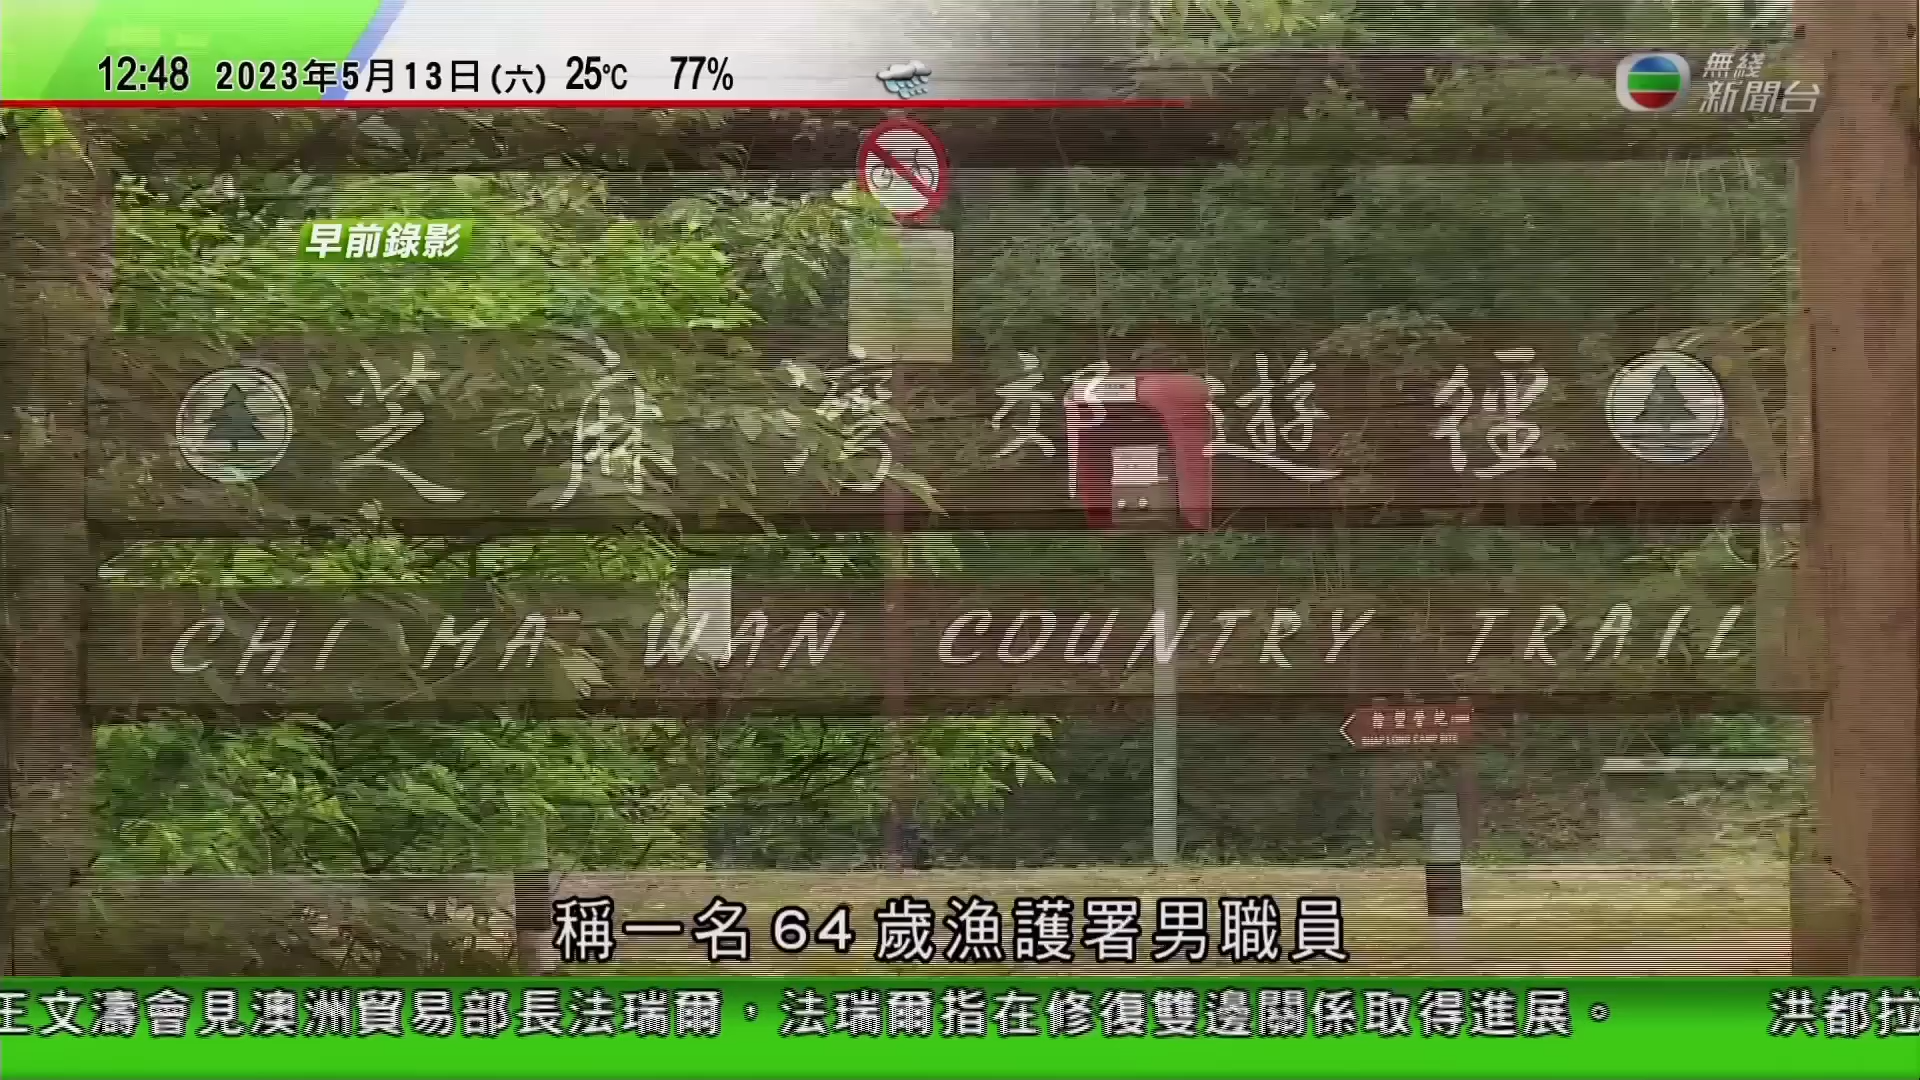 12:48 2023年5月13日(六) 25℃ 77%
無綫
新聞台
早前錄影
芝麻灣郊遊徑
CHI MA WAN COUNTRY TRAIL
SHAP LONG CAMP SITE
稱一名64歲漁護署男職員
王文濤會見澳洲貿易部長法瑞爾，法瑞爾指在修復雙邊關係取得進展。 洪都拉